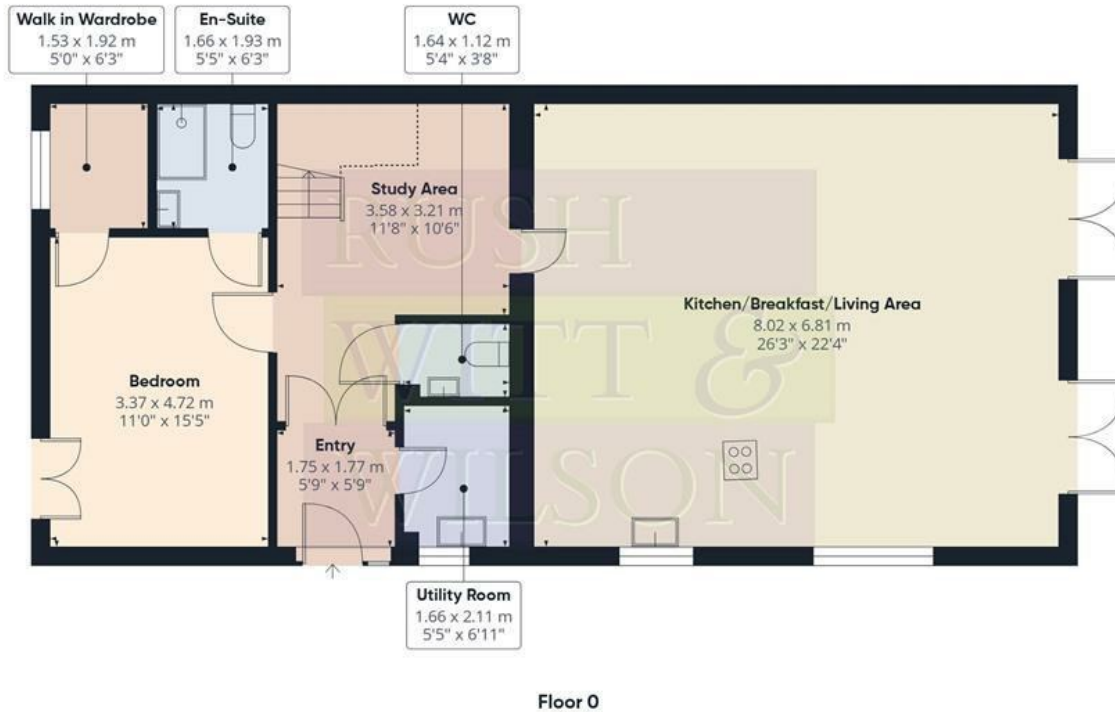 Walk in Wardrobe
1.53 x 1.92 m
5'0" x 6'3"
En-Suite
1.66 x 1.93 m
5'5" x 6'3"
WC
1.64 x 1.12 m
5'4" x 3'8"
Study Area
3.58 x 3.21 m
11'8" x 10'6"
RUSH
WITT &
WILSON
Kitchen/Breakfast/Living Area
8.02 x 6.81 m
26'3" x 22'4"
Bedroom
3.37 x 4.72 m
11'0" x 15'5"
Entry
1.75 x 1.77 m
5'9" x 5'9"
Utility Room
1.66 x 2.11 m
5'5" x 6'11"
Floor 0